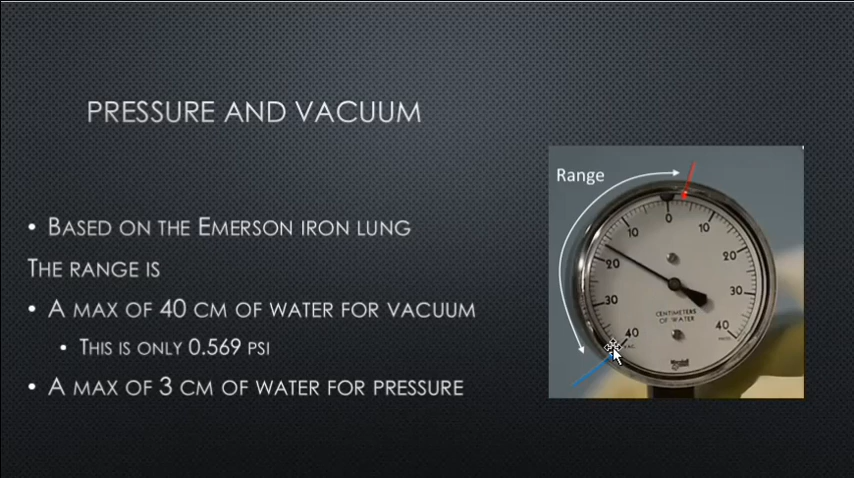 PRESSURE AND VACUUM
• BASED ON THE EMERSON IRON LUNG
THE RANGE IS
• A MAX OF 40 CM OF WATER FOR VACUUM
• THIS IS ONLY 0.569 PSI
• A MAX OF 3 CM OF WATER FOR PRESSURE
Range
0
10
10
20
20
30
30
40
40
CENTIMETERS
OF WATER